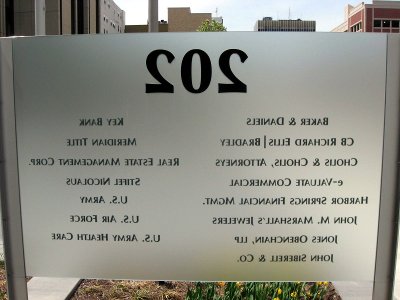 202
BAKER & DANIELS
CB RICHARD ELLIS | BRADLEY
CHOLIS & CHOLIS, ATTORNEYS
E-VALUATE COMMERCIAL
HARBOR SPRINGS FINANCIAL MGMT.
JOHN M. MARSHALL'S JEWELERS
JONES OBENCHAIN, LLP
JOHN SIBERELL & CO.
KEY BANK
MERIDIAN TITLE
REAL ESTATE MANAGEMENT CORP.
STIFEL NICOLAUS
U.S. ARMY
U.S. AIR FORCE
U.S. ARMY HEALTH CARE